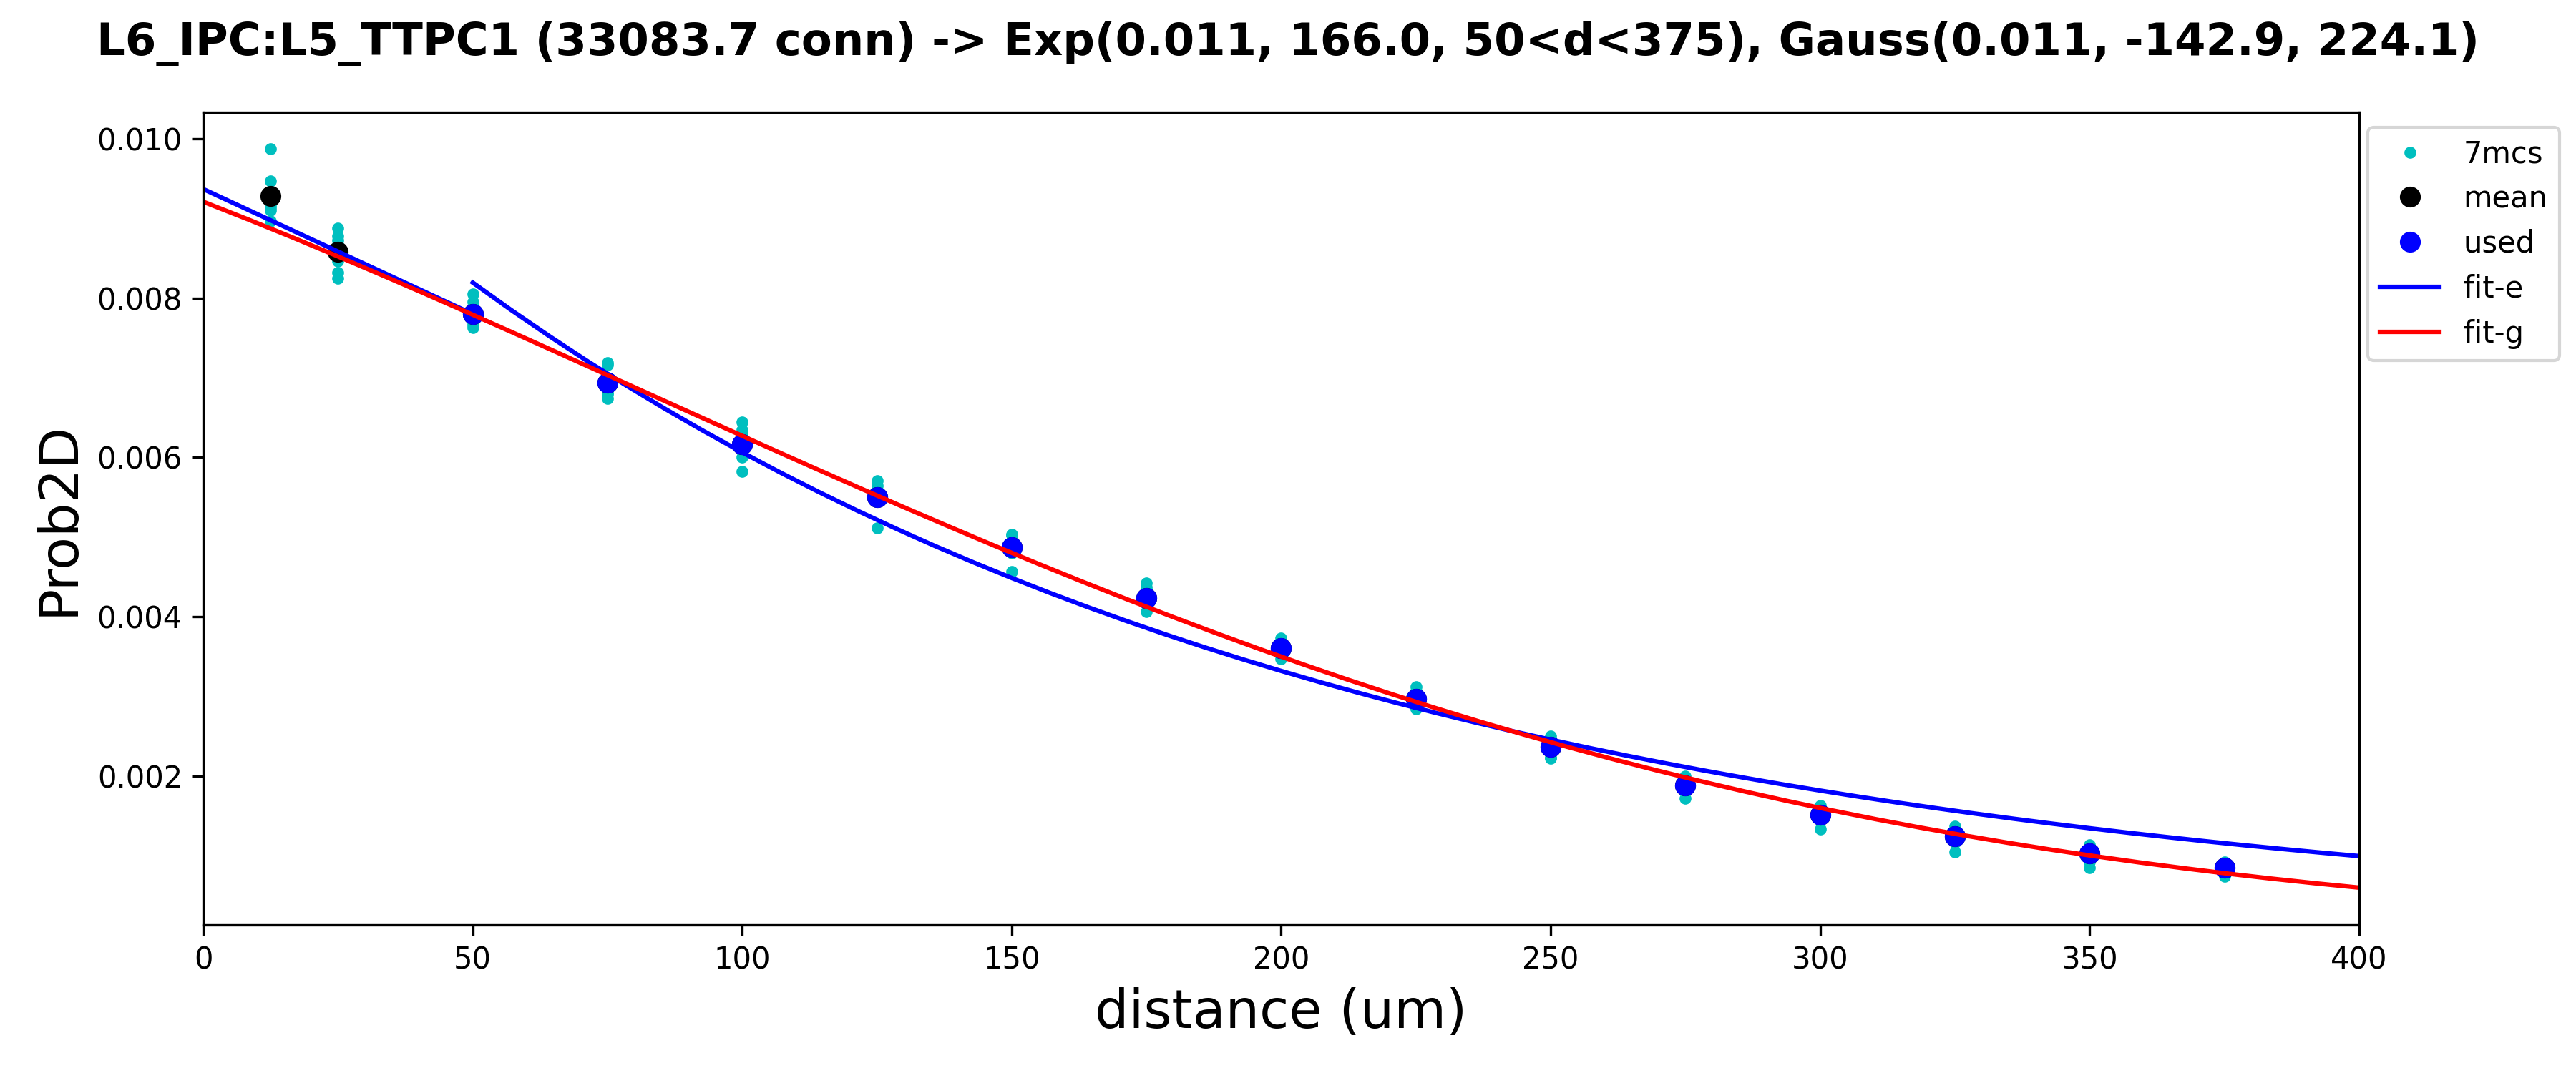 L6_IPC:L5_TTPC1 (33083.7 conn) -> Exp(0.011, 166.0, 50<d<375), Gauss(0.011, -142.9, 224.1)
0.010
0.008
0.006
0.004
0.002
Prob2D
0 50 100 150 200 250 300 350 400
distance (um)
7mcs
mean
used
fit-e
fit-g